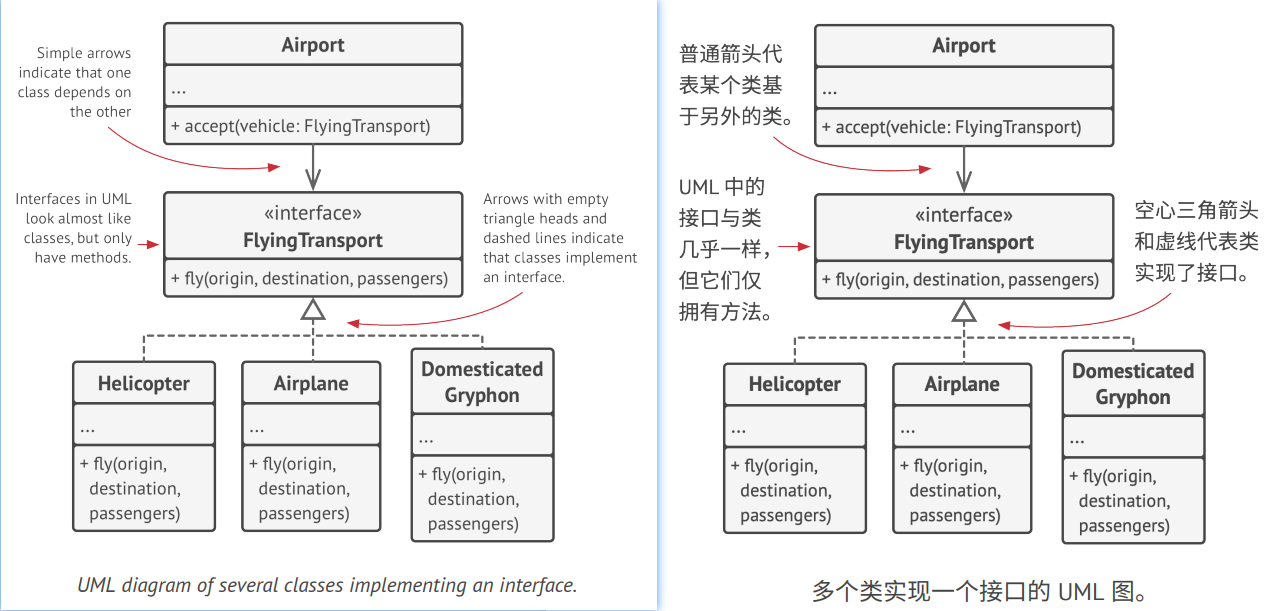 Airport
...
+ accept(vehicle: FlyingTransport)
Simple arrows
indicate that one
class depends on
the other
Interfaces in UML
look almost like
classes, but only
have methods.
«interface»
FlyingTransport
+ fly(origin, destination, passengers)
Arrows with empty
triangle heads and
dashed lines indicate
that classes implement
an interface.
Helicopter
...
+ fly(origin,
destination,
passengers)
Airplane
...
+ fly(origin,
destination,
passengers)
Domesticated
Gryphon
...
+ fly(origin,
destination,
passengers)
UML diagram of several classes implementing an interface.
Airport
...
+ accept(vehicle: FlyingTransport)
普通箭头代
表某个类基
于另外的类。
UML 中的
接口与类
几乎一样,
但它们仅
拥有方法。
«interface»
FlyingTransport
+ fly(origin, destination, passengers)
空心三角箭头
和虚线代表类
实现了接口。
Helicopter
...
+ fly(origin,
destination,
passengers)
Airplane
...
+ fly(origin,
destination,
passengers)
Domesticated
Gryphon
...
+ fly(origin,
destination,
passengers)
多个类实现一个接口的 UML 图。